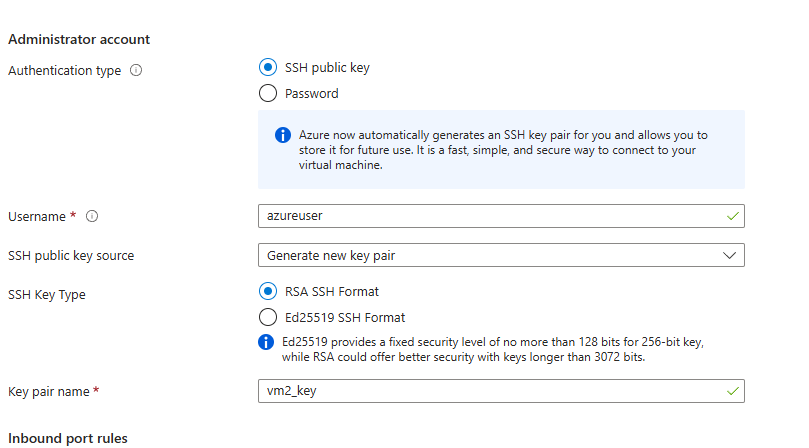 Administrator account
Authentication type
SSH public key
Password
Azure now automatically generates an SSH key pair for you and allows you to
store it for future use. It is a fast, simple, and secure way to connect to your
virtual machine.
Username *
azureuser
SSH public key source
Generate new key pair
SSH Key Type
RSA SSH Format
Ed25519 SSH Format
Ed25519 provides a fixed security level of no more than 128 bits for 256-bit key,
while RSA could offer better security with keys longer than 3072 bits.
Key pair name *
vm2_key
Inbound port rules